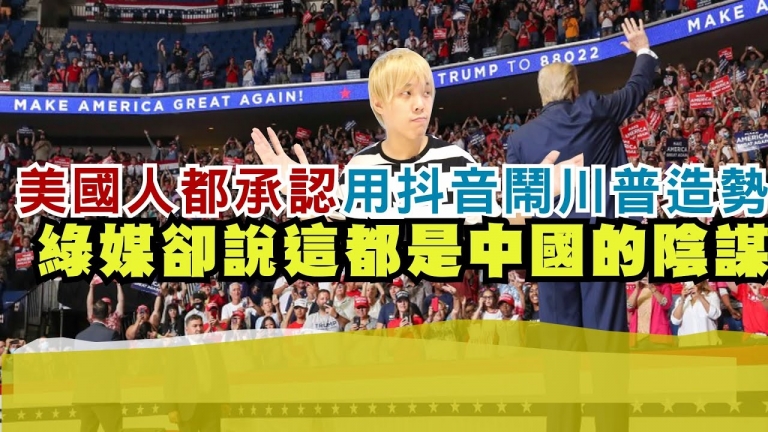 MAKE AMERICA GREAT AGAIN!
TRUMP TO 88022
MAKE AMERICA
美國人都承認用抖音鬧川普造勢
綠媒卻說這都是中國的陰謀